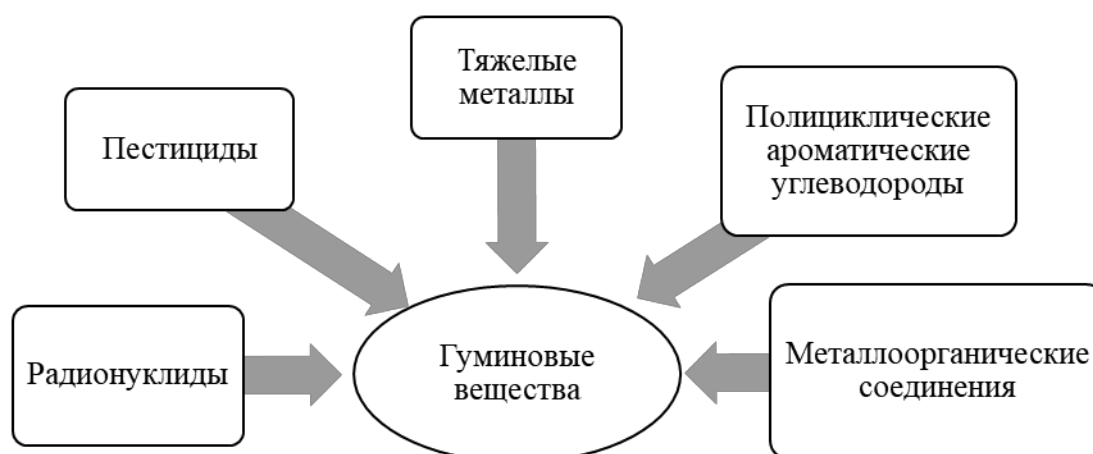 Тяжелые
металлы
Пестициды
Полициклические
ароматические
углеводороды
Радионуклиды
Гуминовые
вещества
Металлоорганические
соединения